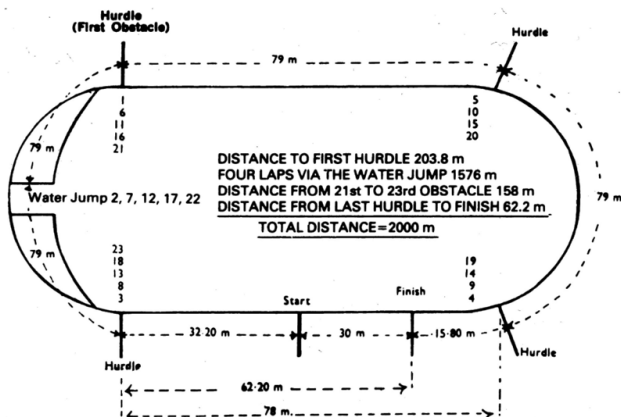 Hurdle
(First Obstacle)
Hurdle
79 m
1
6
11
16
21
5
10
15
20
79 m
DISTANCE TO FIRST HURDLE 203.8 m
FOUR LAPS VIA THE WATER JUMP 1576 m
DISTANCE FROM 21st TO 23rd OBSTACLE 158 m
DISTANCE FROM LAST HURDLE TO FINISH 62.2 m
TOTAL DISTANCE=2000 m
Water Jump 2, 7, 12, 17, 22
79 m
79 m
23
18
13
8
3
19
14
9
4
Start
Finish
32·20 m
30 m
15·80 m
Hurdle
Hurdle
62·20 m
78 m.